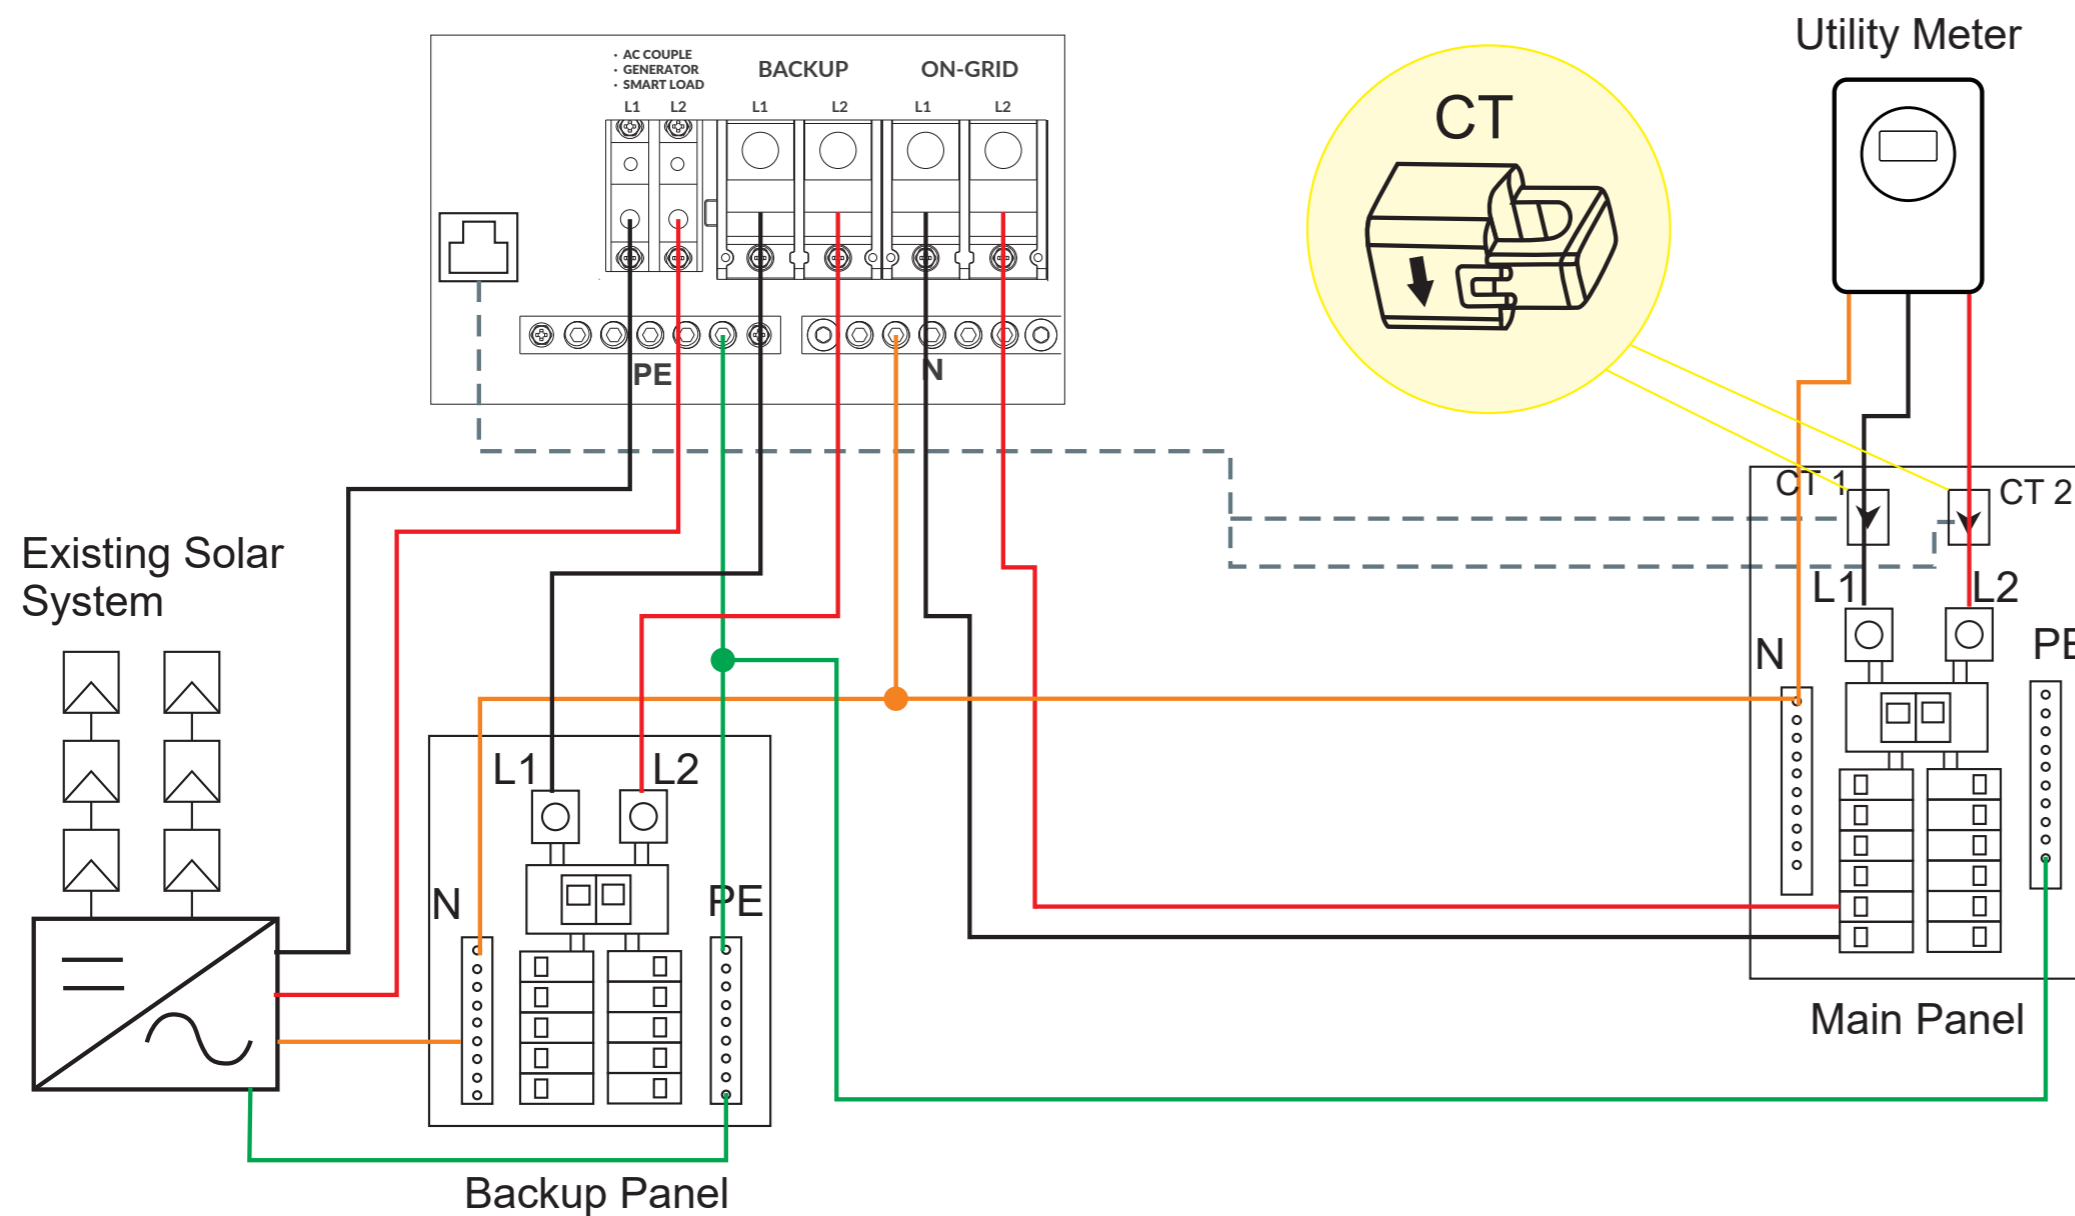 Utility Meter
· AC COUPLE
· GENERATOR
· SMART LOAD
BACKUP
ON-GRID
L1 L2 L1 L2 L1 L2
CT
PE
N
CT 1
CT 2
Existing Solar
System
L1
L2
N
PE
L1
L2
N
PE
Main Panel
Backup Panel